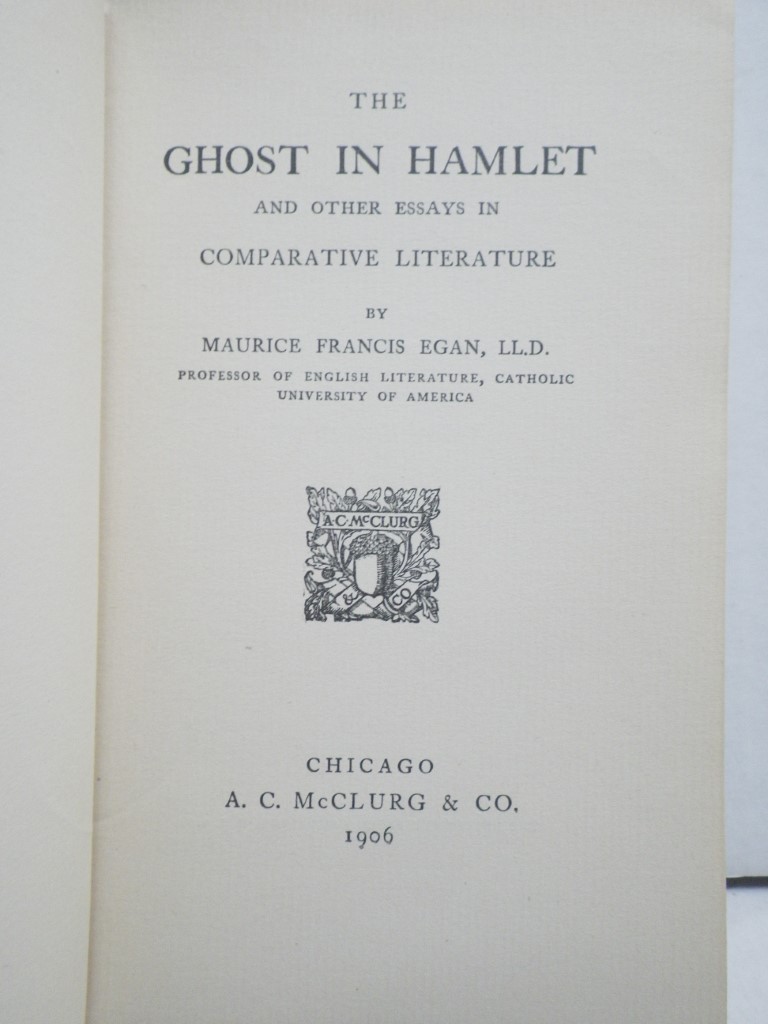 THE
GHOST IN HAMLET
AND OTHER ESSAYS IN
COMPARATIVE LITERATURE
BY
MAURICE FRANCIS EGAN, LL.D.
PROFESSOR OF ENGLISH LITERATURE, CATHOLIC
UNIVERSITY OF AMERICA
A·C·McCLURG
& CO
CHICAGO
A. C. McCLURG & CO.
1906